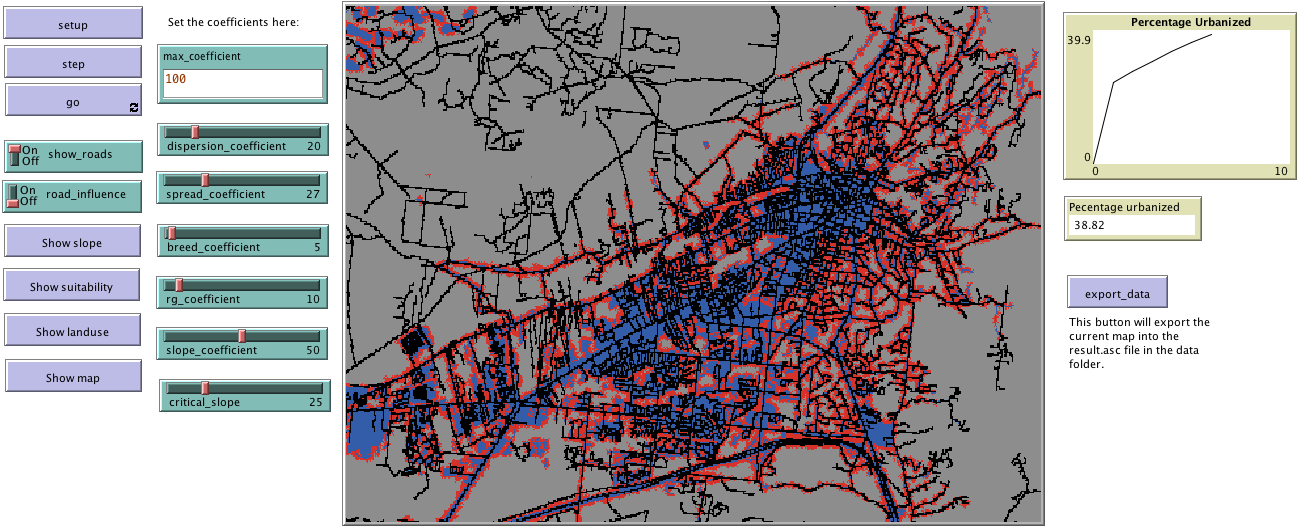 setup
step
go
On
Off
show_roads
On
Off
road_influence
Show slope
Show suitability
Show landuse
Show map
Set the coefficients here:
max_coefficient
100
dispersion_coefficient 20
spread_coefficient 27
breed_coefficient 5
rg_coefficient 10
slope_coefficient 50
critical_slope 25
Percentage Urbanized
39.9
0
0 10
Pecentage urbanized
38.82
export_data
This button will export the
current map into the
result.asc file in the data
folder.